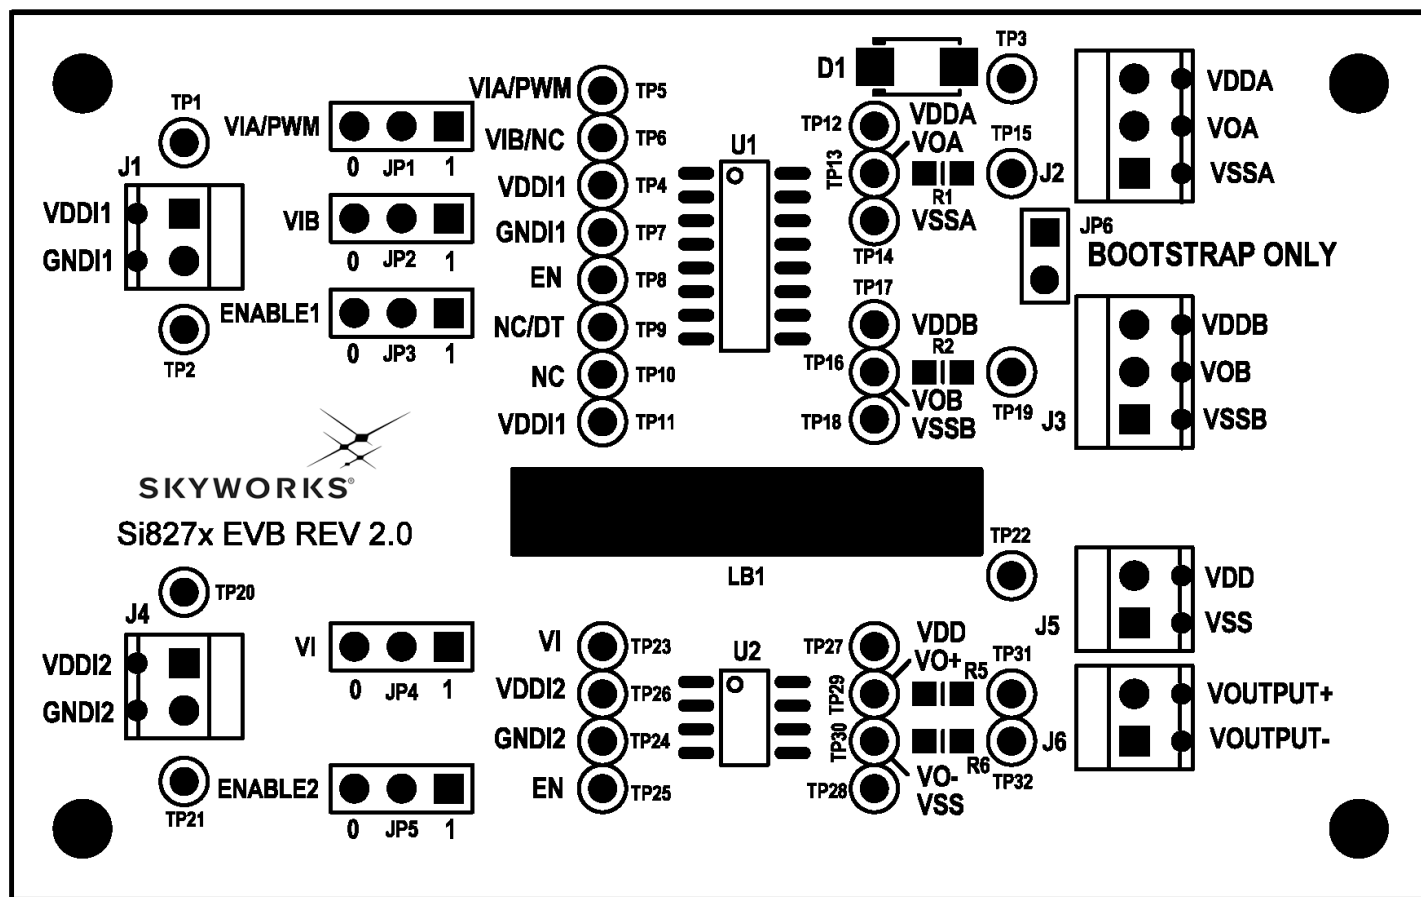 TP3
D1
VDDA
VIA/PWM
TP5
TP1
VIA/PWM
0 JP1 1
VIB/NC
TP6
U1
TP12
VDDA
VOA
TP13
TP15
VOA
J1
VDDI1
TP4
R1
J2
VSSA
VDDI1
VIB
0 JP2 1
GNDI1
TP7
VSSA
TP14
JP6
BOOTSTRAP ONLY
GNDI1
EN
TP8
TP17
ENABLE1
0 JP3 1
NC/DT
TP9
VDDB
R2
VDDB
TP2
NC
TP10
TP16
VOB
TP19
VOB
VDDI1
TP11
TP18
VSSB
J3
VSSB
SKYWORKS®
Si827x EVB REV 2.0
LB1
TP22
VDD
TP20
J4
J5
VSS
VI
0 JP4 1
VI
TP23
U2
TP27
VDD
VO+
TP31
VDDI2
VDDI2
TP26
TP29
R5
VOUTPUT+
GNDI2
GNDI2
TP24
TP30
R6
J6
VOUTPUT-
TP21
ENABLE2
0 JP5 1
EN
TP25
TP28
VO-
VSS
TP32